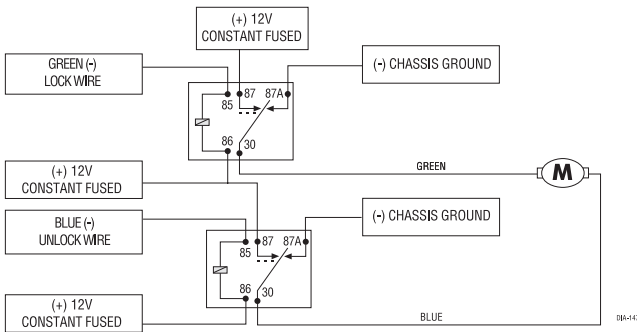 (+) 12V
CONSTANT FUSED
GREEN (-)
LOCK WIRE
(-) CHASSIS GROUND
87 87A
85
86
30
GREEN
M
(+) 12V
CONSTANT FUSED
BLUE (-)
UNLOCK WIRE
(-) CHASSIS GROUND
87 87A
85
86
30
(+) 12V
CONSTANT FUSED
BLUE